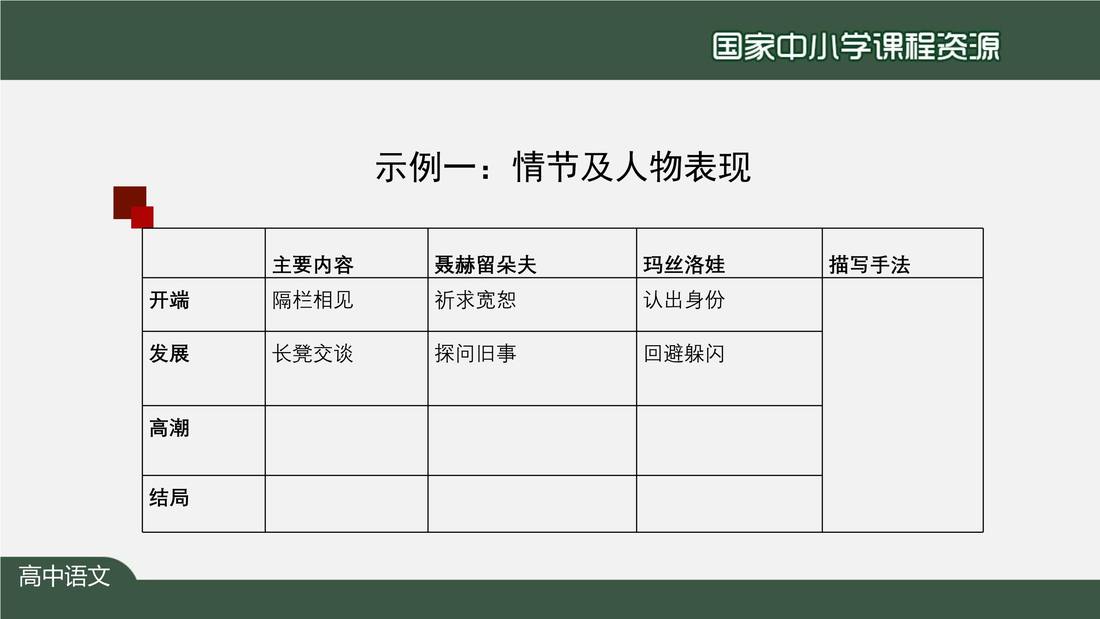 国家中小学课程资源
示例一：情节及人物表现
主要内容 聂赫留朵夫 玛丝洛娃 描写手法
开端 隔栏相见 祈求宽恕 认出身份
发展 长凳交谈 探问旧事 回避躲闪
高潮
结局
高中语文